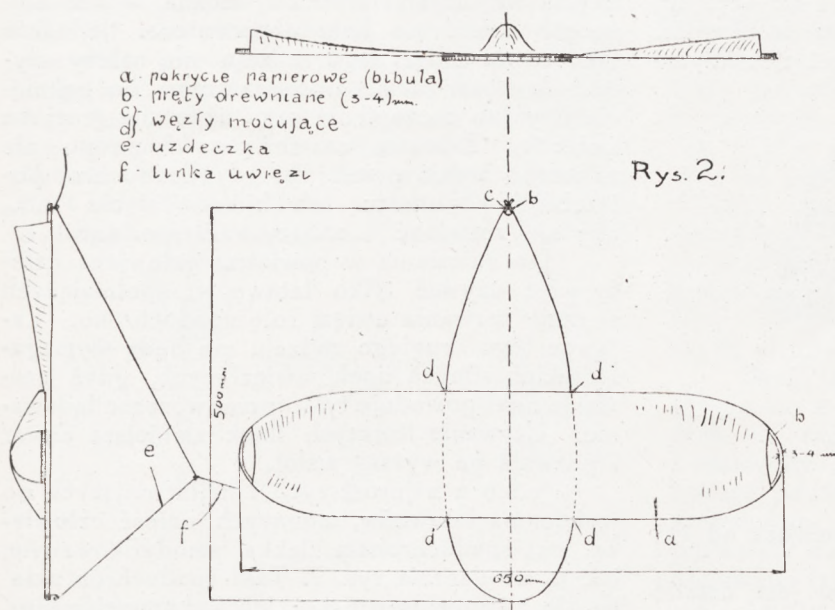 a - pokrycie papierowe (bibuła)
b pręty drewniane (3-4) mm.
c}
d} węzły mocujące
e - uzdeczka
f - linka uwięzi
Rys. 2.
c b
d d
500 mm.
b
3-4 mm
e
f
d d a
650 mm.